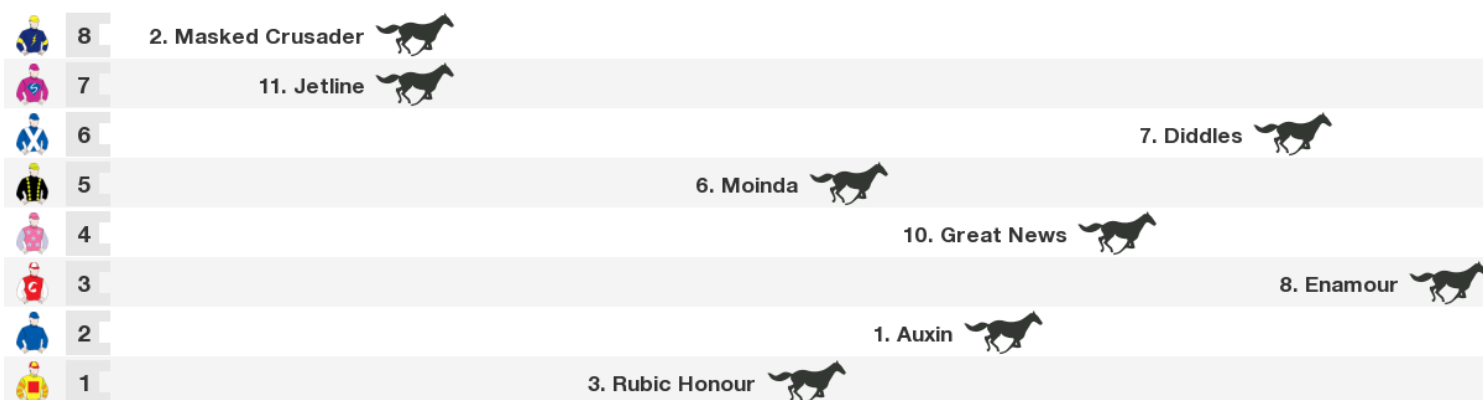 8 2. Masked Crusader
7 11. Jetline
6 7. Diddles
5 6. Moinda
4 10. Great News
3 8. Enamour
2 1. Auxin
1 3. Rubic Honour